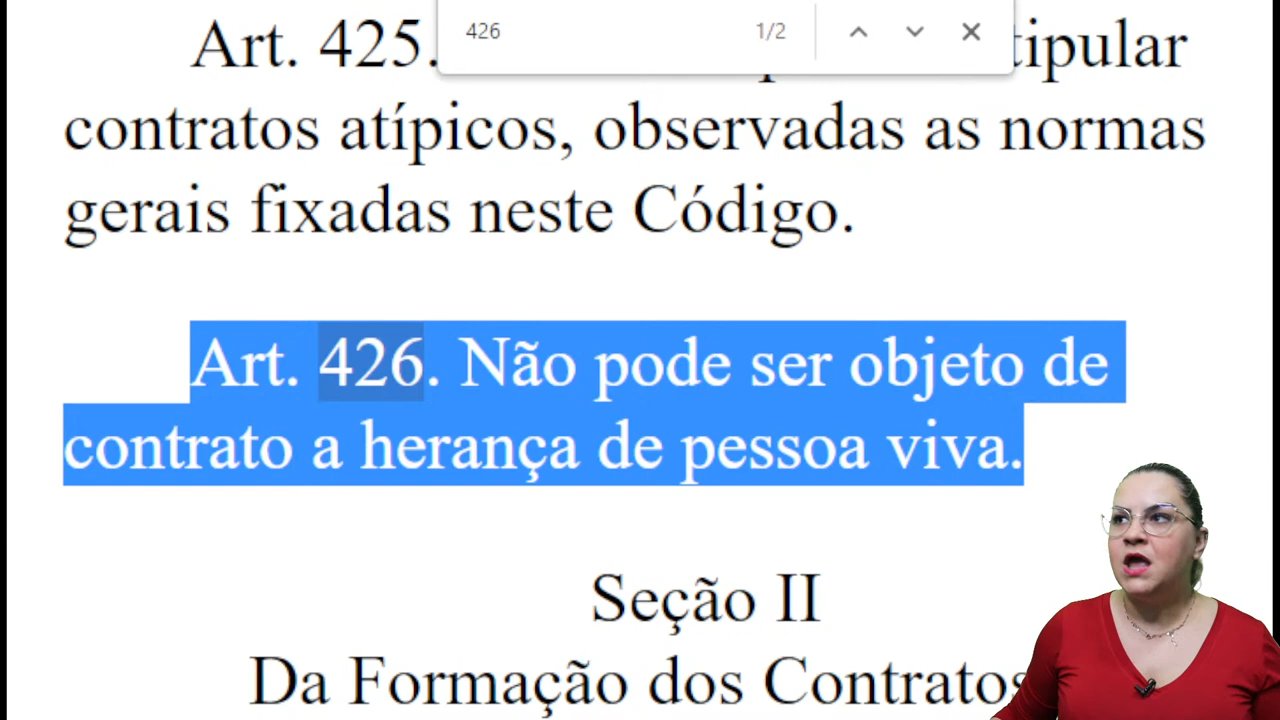 426 1/2
Art. 425. tipular
contratos atípicos, observadas as normas
gerais fixadas neste Código.
Art. 426. Não pode ser objeto de
contrato a herança de pessoa viva.
Seção II
Da Formação dos Contratos